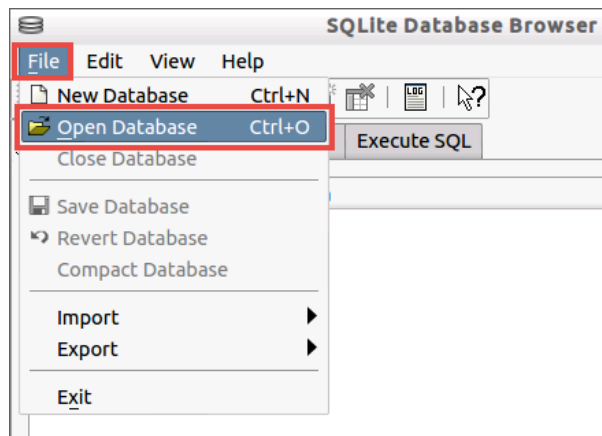 SQLite Database Browser
File Edit View Help
New Database Ctrl+N
LOG ?
Open Database Ctrl+O
Execute SQL
Close Database
Save Database
Revert Database
Compact Database
Import
Export
Exit